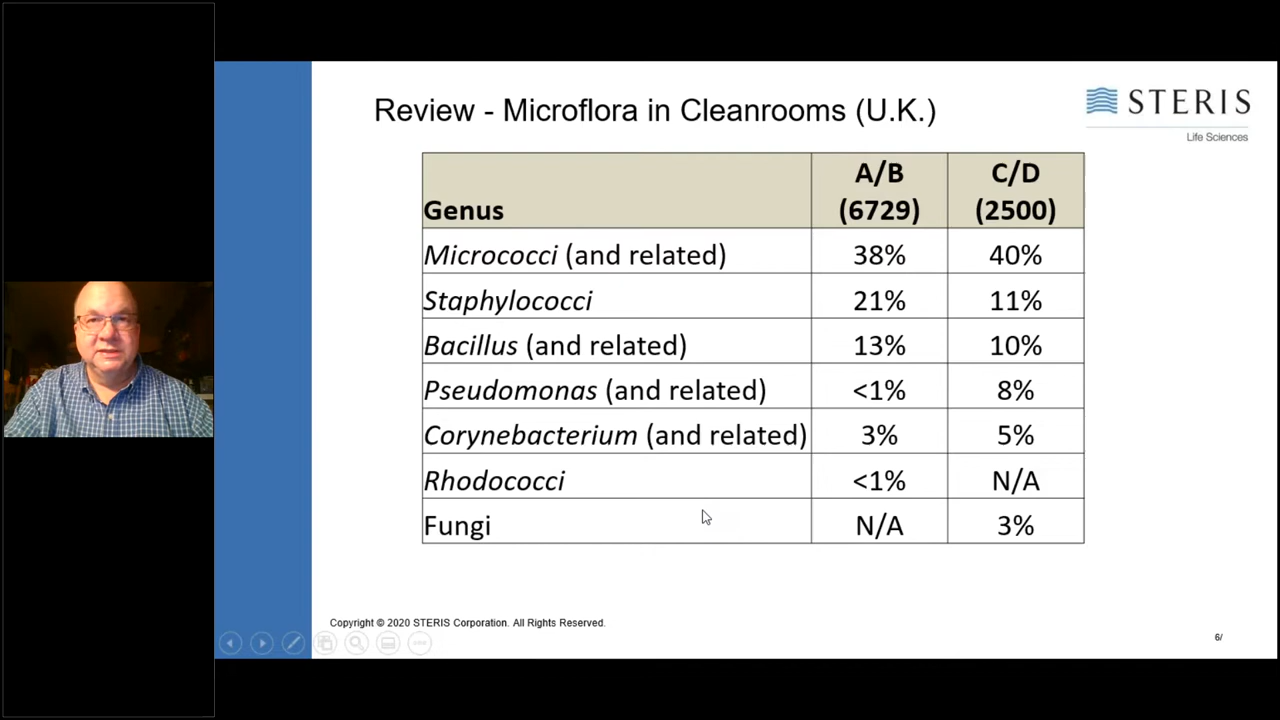 Review - Microflora in Cleanrooms (U.K.)
STERIS
Life Sciences
Genus A/B (6729) C/D (2500)
Micrococci (and related) 38% 40%
Staphylococci 21% 11%
Bacillus (and related) 13% 10%
Pseudomonas (and related) <1% 8%
Corynebacterium (and related) 3% 5%
Rhodococci <1% N/A
Fungi N/A 3%
Copyright © 2020 STERIS Corporation. All Rights Reserved.
6/